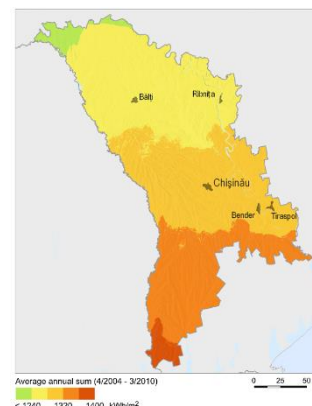 Bălți
Rîbnița
Chișinău
Bender
Tiraspol
Average annual sum (4/2004 - 3/2010)
0 25 50
< 1240 1320 1400 kWh/m²